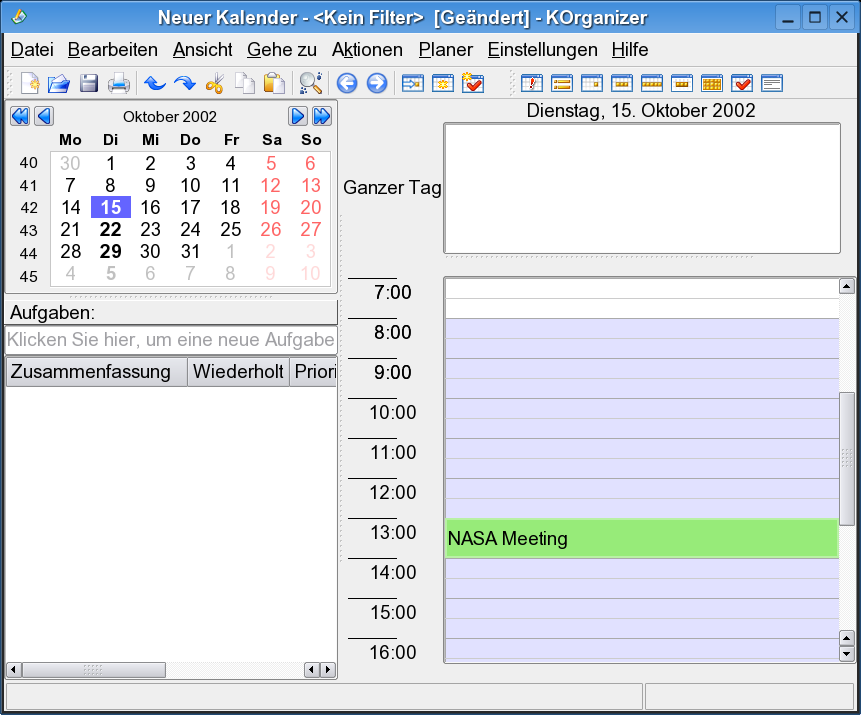 Neuer Kalender - <Kein Filter> [Geändert] - KOrganizer
Datei Bearbeiten Ansicht Gehe zu Aktionen Planer Einstellungen Hilfe
Oktober 2002
Mo Di Mi Do Fr Sa So
40 30 1 2 3 4 5 6
41 7 8 9 10 11 12 13
42 14 15 16 17 18 19 20
43 21 22 23 24 25 26 27
44 28 29 30 31 1 2 3
45 4 5 6 7 8 9 10
Aufgaben:
Klicken Sie hier, um eine neue Aufgabe
Zusammenfassung Wiederholt Priori
Dienstag, 15. Oktober 2002
Ganzer Tag
7:00
8:00
9:00
10:00
11:00
12:00
13:00
NASA Meeting
14:00
15:00
16:00